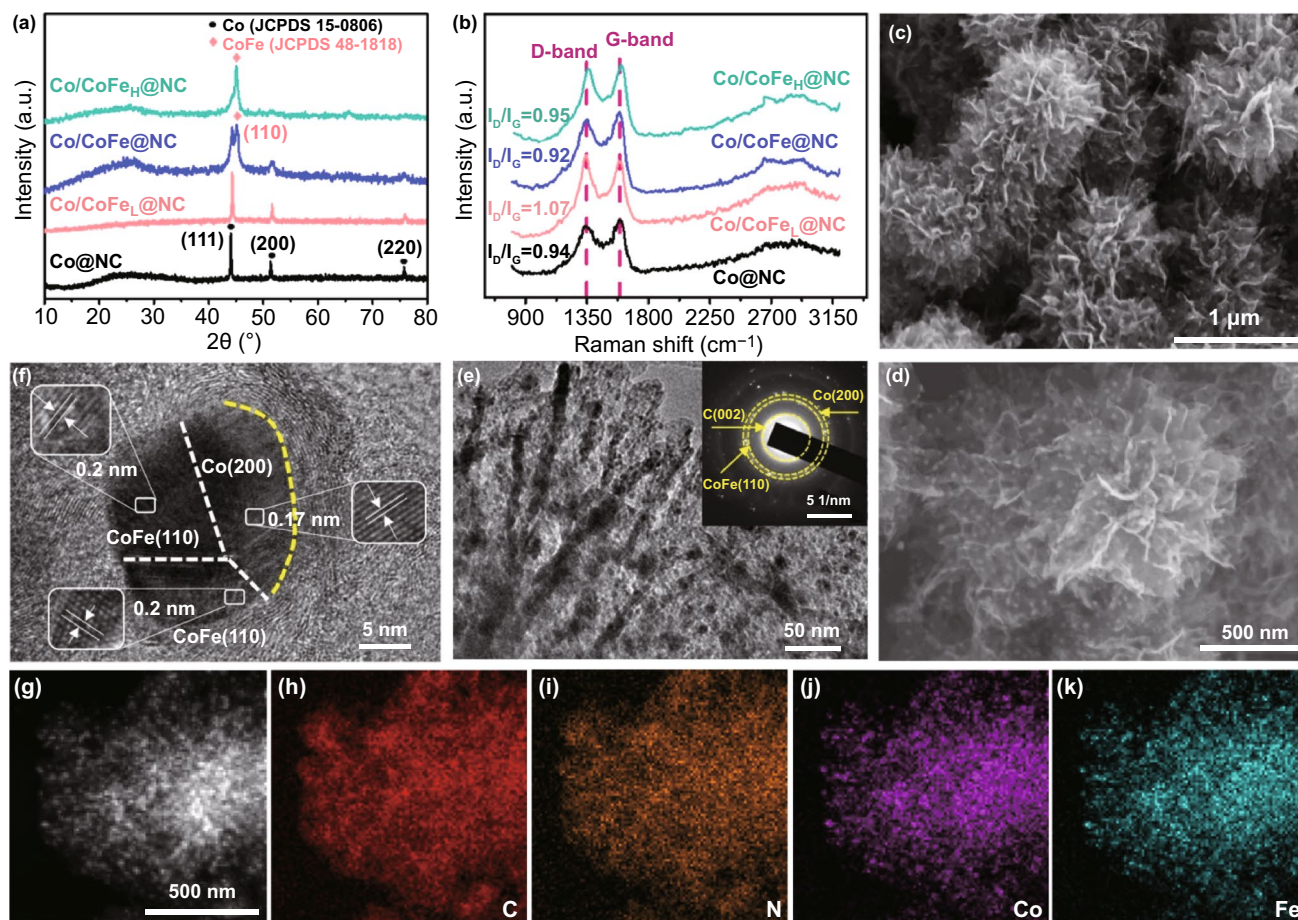 (a)
Co (JCPDS 15-0806)
CoFe (JCPDS 48-1818)
Co/CoFeH@NC
(110)
Co/CoFe@NC
Co/CoFeL@NC
(111)
(200)
(220)
Co@NC
Intensity (a.u.)
10 20 30 40 50 60 70 80
2θ (°)
(b)
G-band
D-band
Co/CoFeH@NC
ID/IG=0.95
Co/CoFe@NC
ID/IG=0.92
Co/CoFeL@NC
ID/IG=1.07
Co@NC
ID/IG=0.94
Intensity (a.u.)
900 1350 1800 2250 2700 3150
Raman shift (cm−1)
(c)
1 µm
(f)
0.2 nm
Co(200)
0.17 nm
CoFe(110)
0.2 nm
CoFe(110)
5 nm
(e)
Co(200)
C(002)
CoFe(110)
5 1/nm
50 nm
(d)
500 nm
(g)
500 nm
(h)
C
(i)
N
(j)
Co
(k)
Fe